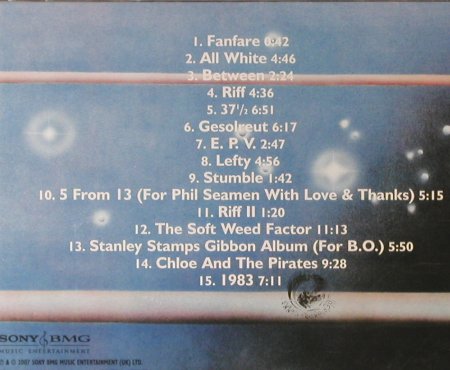 1. Fanfare 0:42
2. All White 4:46
3. Between 2:24
4. Riff 4:36
5. 37½ 6:51
6. Gesolreut 6:17
7. E. P. V. 2:47
8. Lefty 4:56
9. Stumble 1:42
10. 5 From 13 (For Phil Seamen With Love & Thanks) 5:15
11. Riff II 1:20
12. The Soft Weed Factor 11:13
13. Stanley Stamps Gibbon Album (For B.O.) 5:50
14. Chloe And The Pirates 9:28
15. 1983 7:11
SONY BMG
MUSIC ENTERTAINMENT
℗ & © 2007 SONY BMG MUSIC ENTERTAINMENT (UK) LTD.